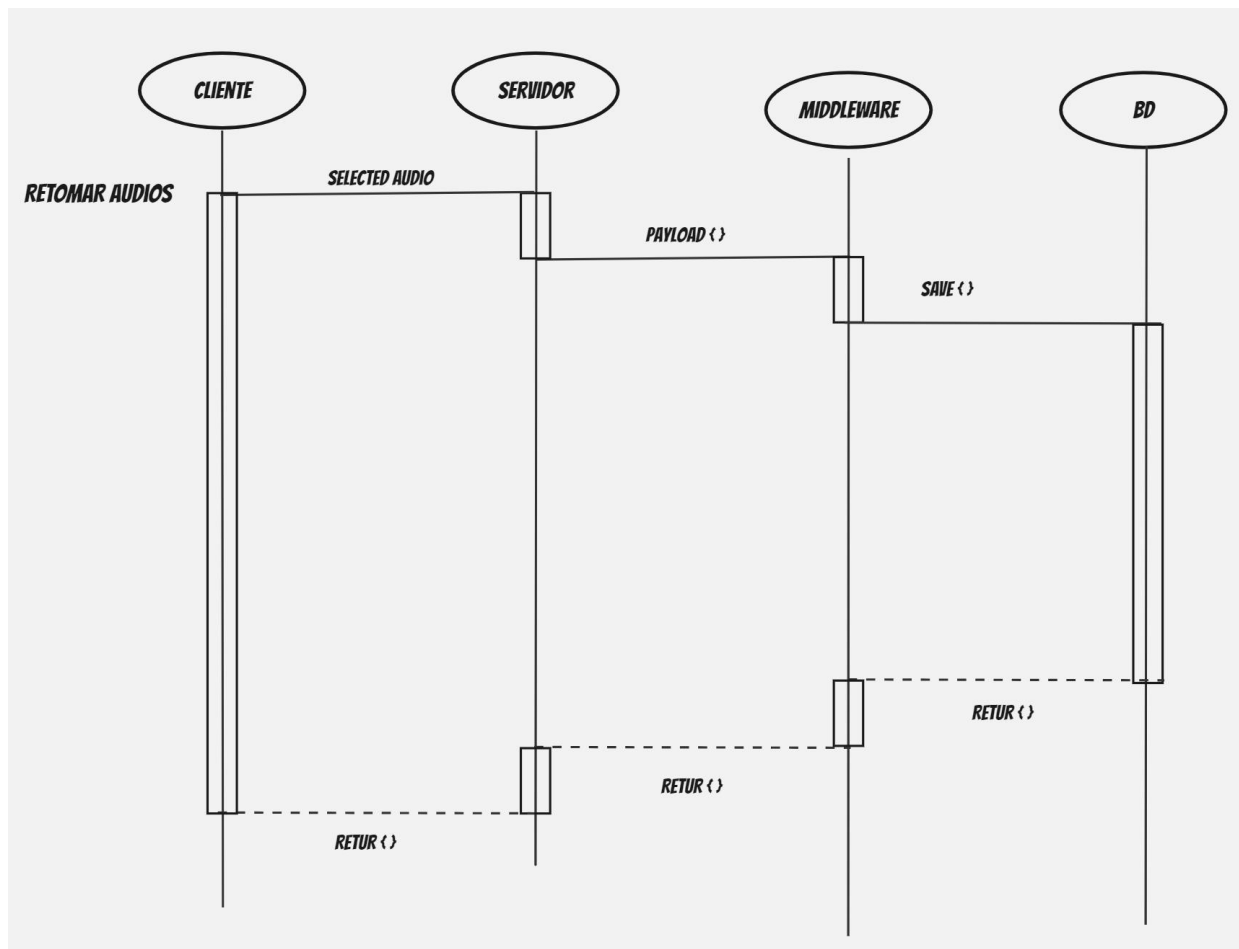 CLIENTE
SERVIDOR
MIDDLEWARE
BD
RETOMAR AUDIOS
SELECTED AUDIO
PAYLOAD { }
SAVE { }
RETUR { }
RETUR { }
RETUR { }